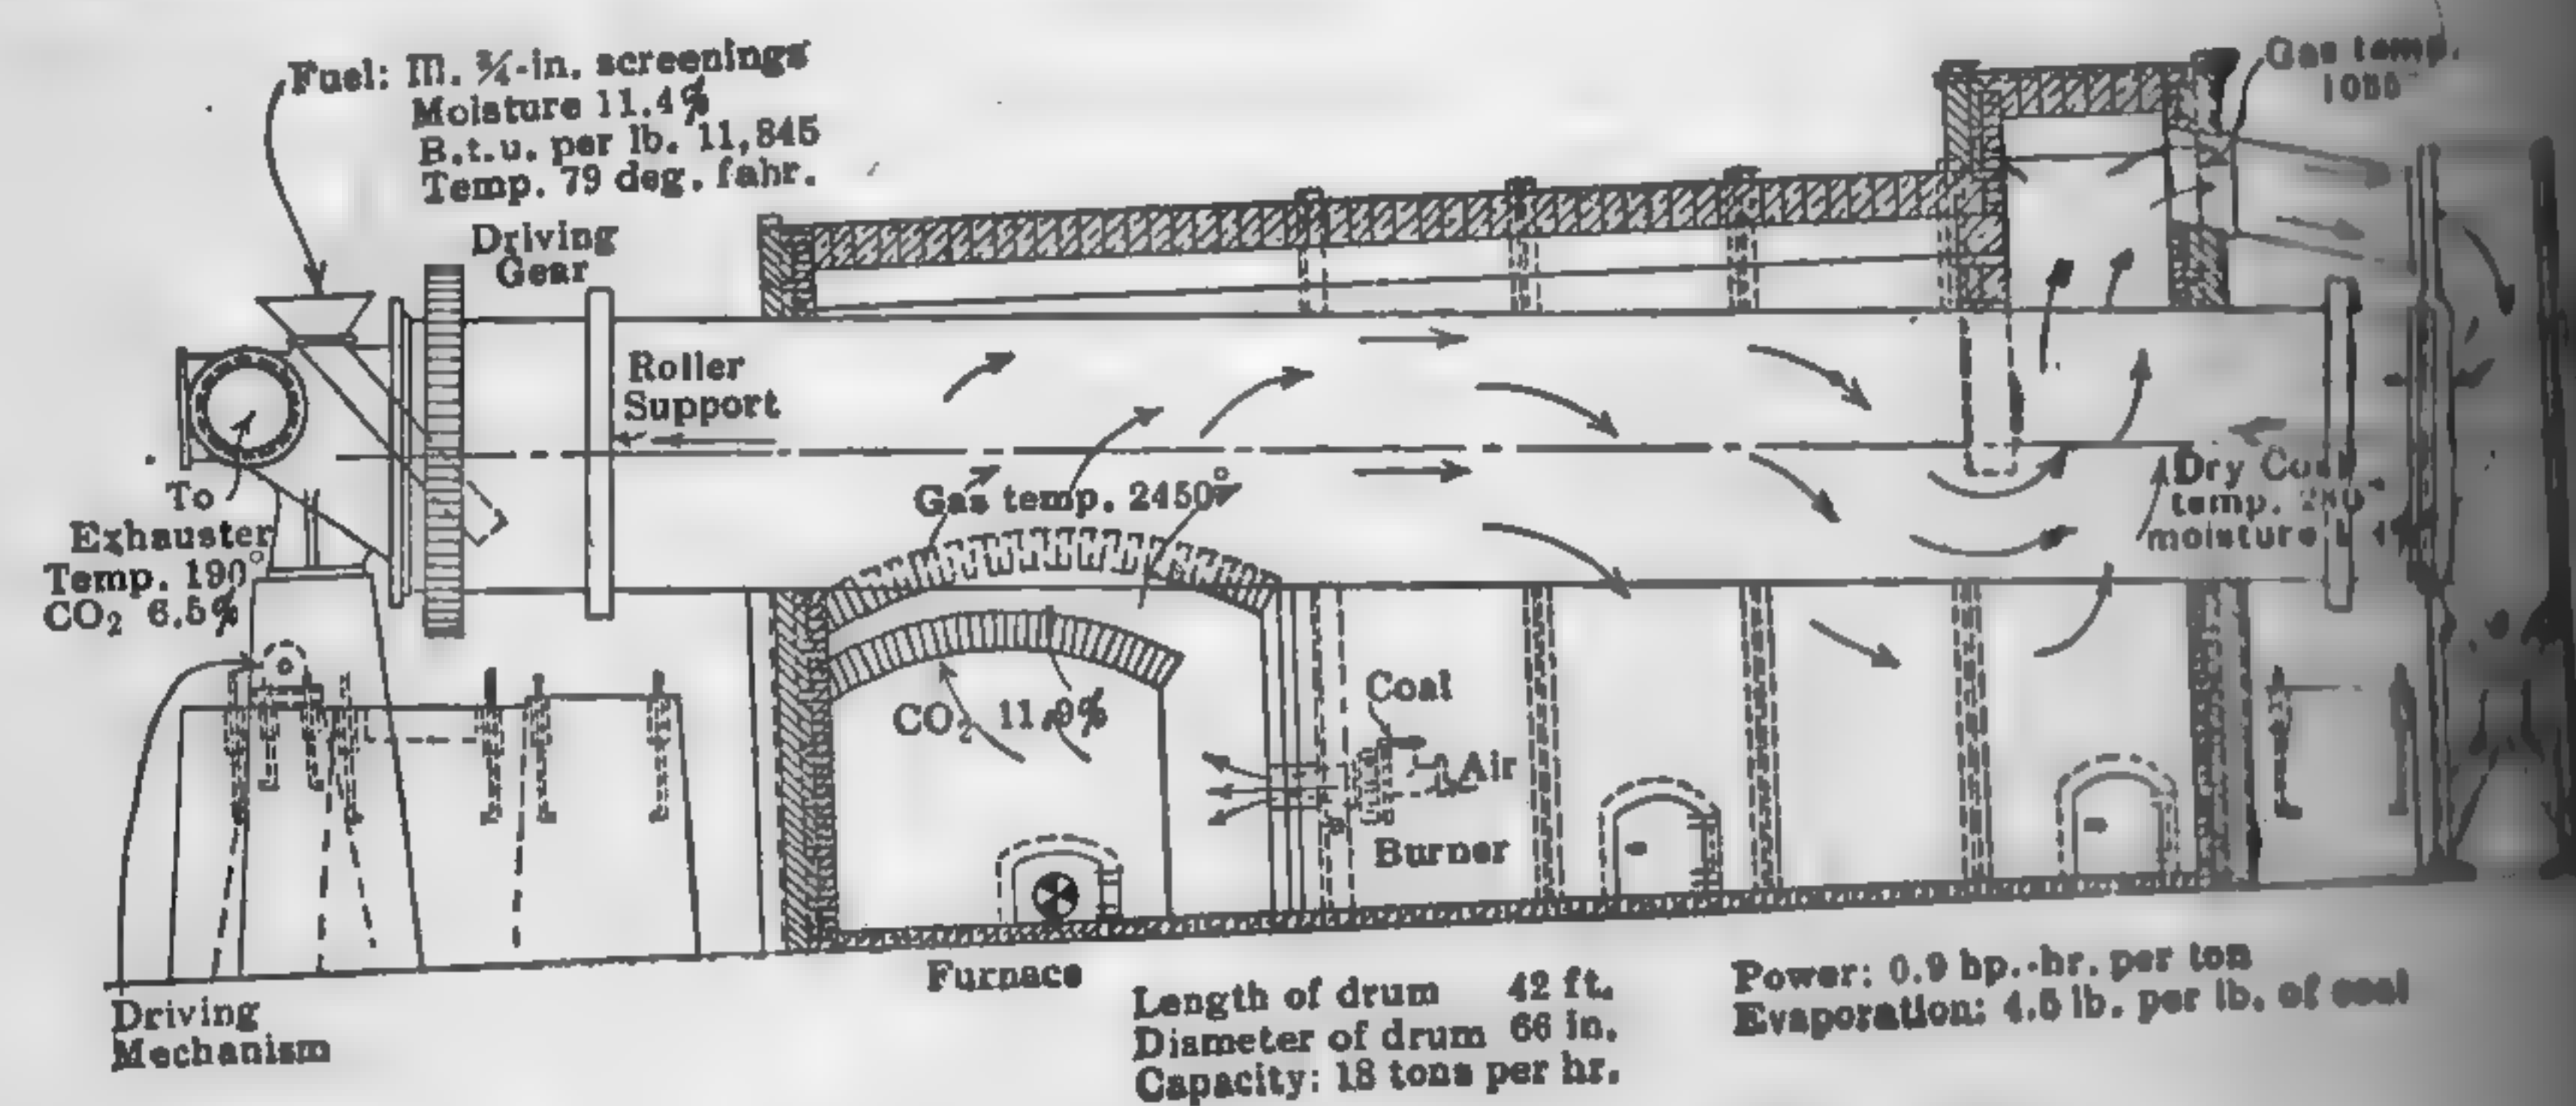 Fuel: Ill. ¾-in. screenings
Moisture 11.4%
B.t.u. per lb. 11,845
Temp. 79 deg. fahr.
Gas temp.
Driving
Gear
Roller
Support
To
Exhauster
Temp. 190°
CO₂ 6.5%
Gas temp. 2450°
Dry Coal
temp.
moisture
CO₂ 11.9%
Coal
Air
Burner
Furnace
Driving
Mechanism
Length of drum 42 ft.
Diameter of drum 66 in.
Capacity: 18 tons per hr.
Power: 0.9 hp.-hr. per ton
Evaporation: 4.5 lb. per lb. of coal